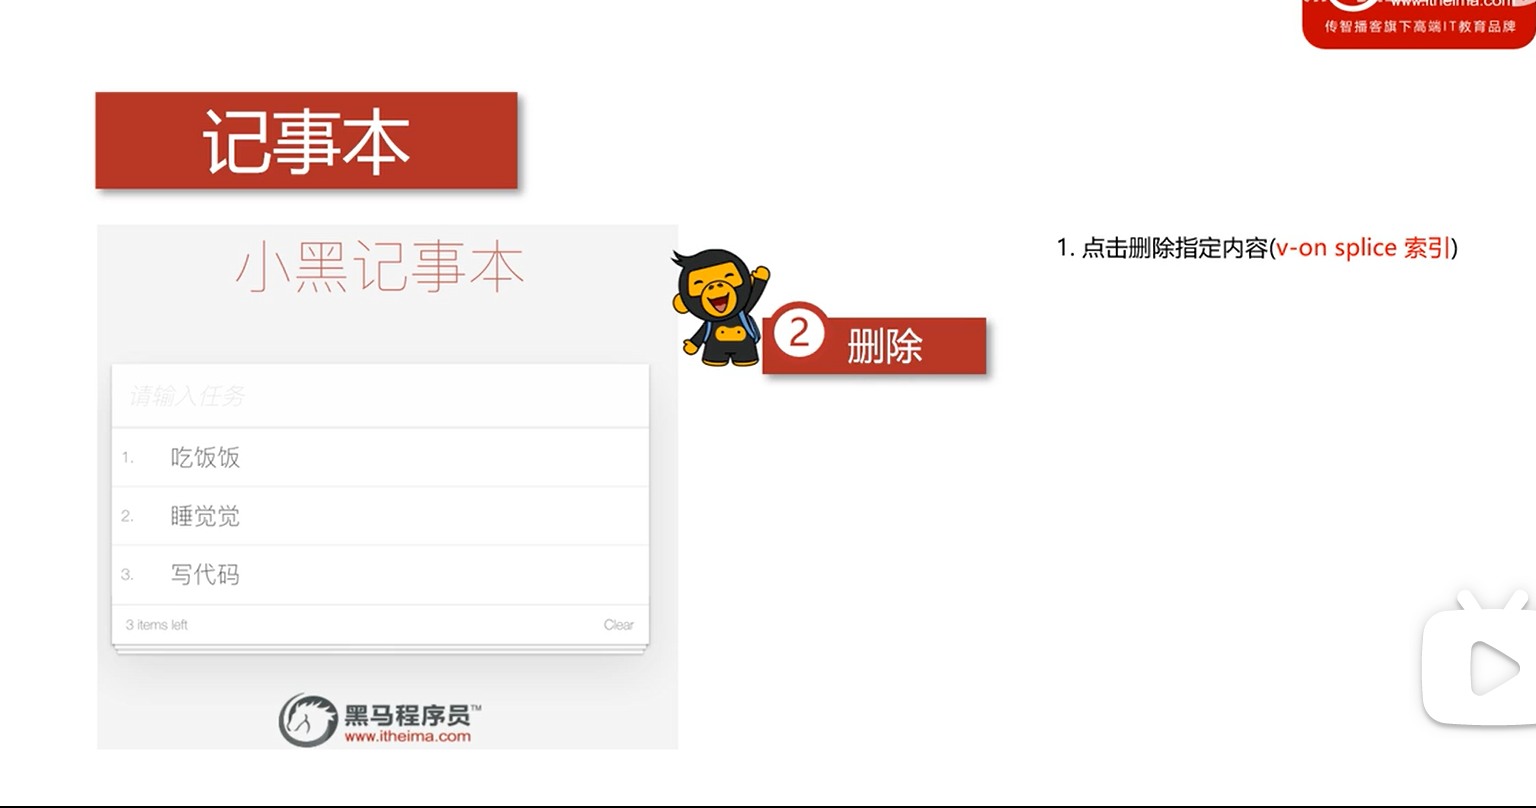 www.itheima.com
传智播客旗下高端IT教育品牌
记事本
小黑记事本
请输入任务
1. 吃饭饭
2. 睡觉觉
3. 写代码
3 items left Clear
黑马程序员™
www.itheima.com
2 删除
1. 点击删除指定内容(v-on splice 索引)